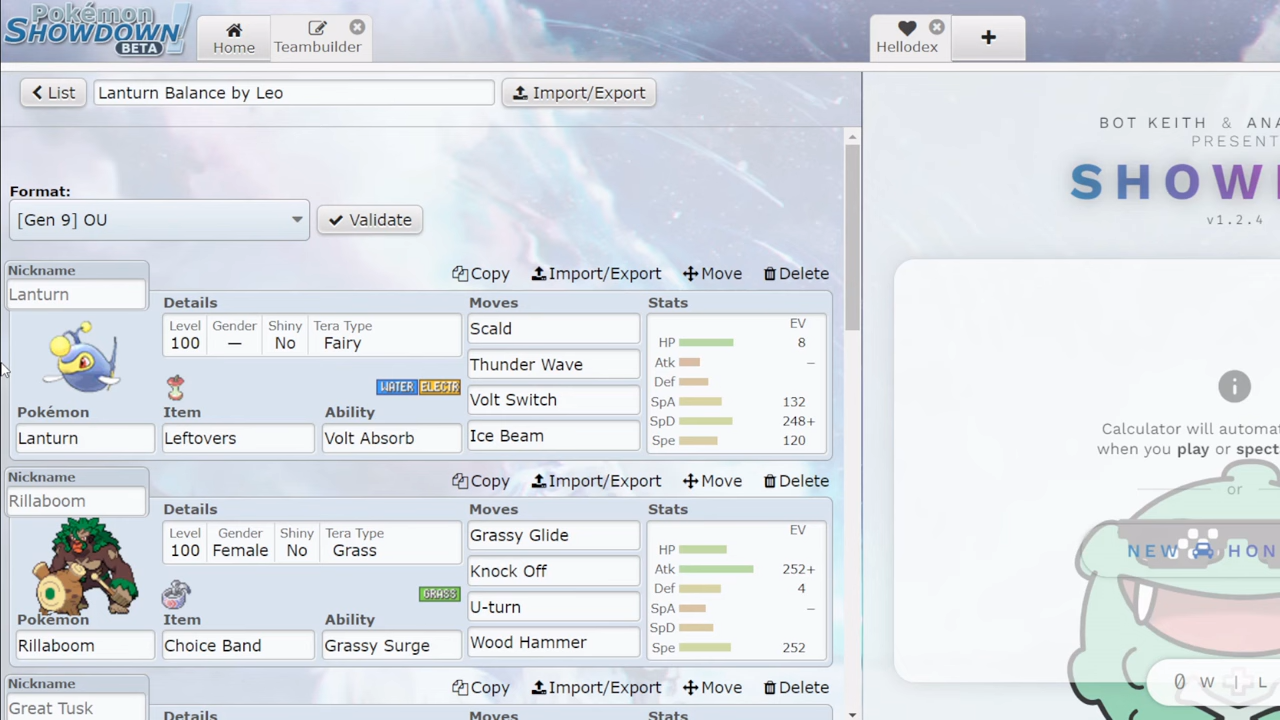 Pokémon
SHOWDOWN!
BETA
Home
Teambuilder
Hellodex
List
Lanturn Balance by Leo
Import/Export
BOT KEITH & ANA
PRESENT
SHOW
v1.2.4
Format:
[Gen 9] OU
Validate
Copy Import/Export Move Delete
Nickname
Lanturn
Details
Level Gender Shiny Tera Type
100 — No Fairy
WATER ELECTR
Pokémon Item Ability
Lanturn Leftovers Volt Absorb
Moves
Scald
Thunder Wave
Volt Switch
Ice Beam
Stats
EV
HP 8
Atk –
Def
SpA 132
SpD 248+
Spe 120
Copy Import/Export Move Delete
Nickname
Rillaboom
Details
Level Gender Shiny Tera Type
100 Female No Grass
GRASS
Pokémon Item Ability
Rillaboom Choice Band Grassy Surge
Moves
Grassy Glide
Knock Off
U-turn
Wood Hammer
Stats
EV
HP
Atk 252+
Def 4
SpA –
SpD
Spe 252
Copy Import/Export Move Delete
Nickname
Great Tusk
Details
Moves
Stats
Calculator will automa
when you play or spect
or
NEW HON
0 W | L